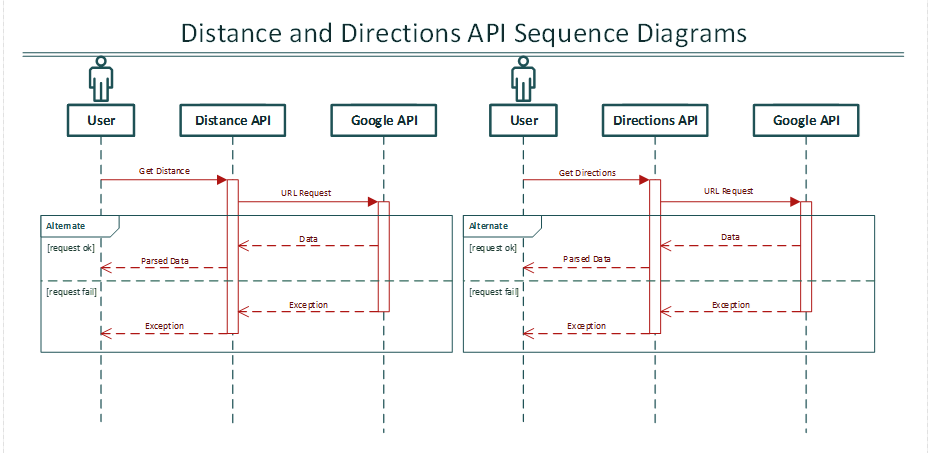 Distance and Directions API Sequence Diagrams
User
Distance API
Google API
Get Distance
URL Request
Alternate
[request ok]
Data
Parsed Data
[request fail]
Exception
Exception
User
Directions API
Google API
Get Directions
URL Request
Alternate
[request ok]
Data
Parsed Data
[request fail]
Exception
Exception